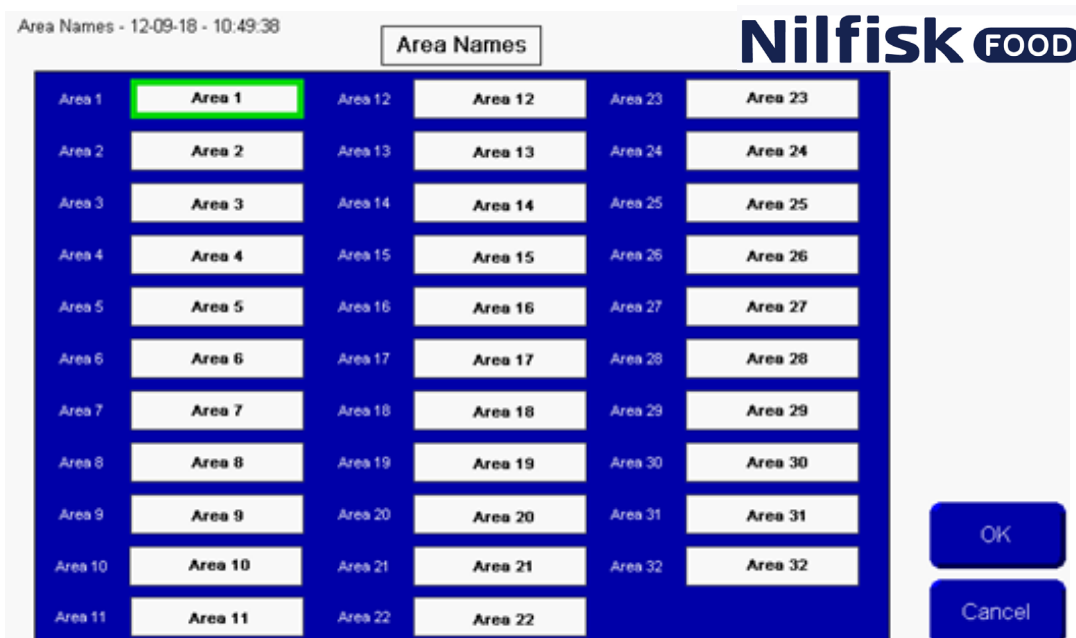 Area Names - 12-09-18 - 10:49:38
Area Names
Nilfisk FOOD
Area 1 Area 1 Area 12 Area 12 Area 23 Area 23
Area 2 Area 2 Area 13 Area 13 Area 24 Area 24
Area 3 Area 3 Area 14 Area 14 Area 25 Area 25
Area 4 Area 4 Area 15 Area 15 Area 26 Area 26
Area 5 Area 5 Area 16 Area 16 Area 27 Area 27
Area 6 Area 6 Area 17 Area 17 Area 28 Area 28
Area 7 Area 7 Area 18 Area 18 Area 29 Area 29
Area 8 Area 8 Area 19 Area 19 Area 30 Area 30
Area 9 Area 9 Area 20 Area 20 Area 31 Area 31
Area 10 Area 10 Area 21 Area 21 Area 32 Area 32
Area 11 Area 11 Area 22 Area 22
OK
Cancel